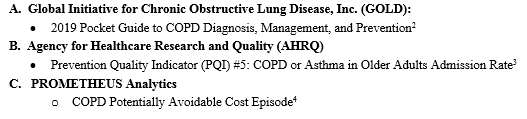 A. Global Initiative for Chronic Obstructive Lung Disease, Inc. (GOLD):
• 2019 Pocket Guide to COPD Diagnosis, Management, and Prevention²
B. Agency for Healthcare Research and Quality (AHRQ)
• Prevention Quality Indicator (PQI) #5: COPD or Asthma in Older Adults Admission Rate³
C. PROMETHEUS Analytics
o COPD Potentially Avoidable Cost Episode⁴